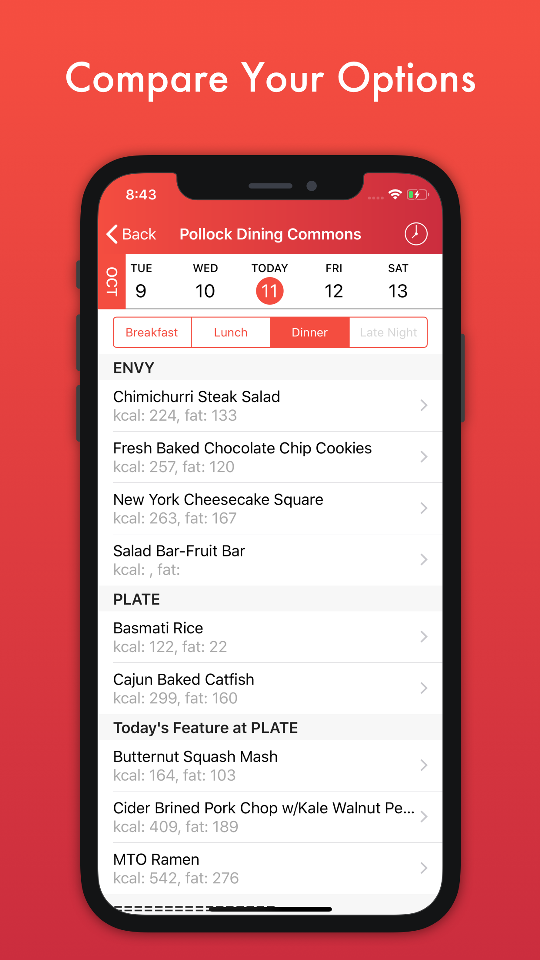 Compare Your Options
8:43
Back Pollock Dining Commons
OCT
TUE WED TODAY FRI SAT
9 10 11 12 13
Breakfast Lunch Dinner Late Night
ENVY
Chimichurri Steak Salad
kcal: 224, fat: 133
Fresh Baked Chocolate Chip Cookies
kcal: 257, fat: 120
New York Cheesecake Square
kcal: 263, fat: 167
Salad Bar-Fruit Bar
kcal: , fat:
PLATE
Basmati Rice
kcal: 122, fat: 22
Cajun Baked Catfish
kcal: 299, fat: 160
Today's Feature at PLATE
Butternut Squash Mash
kcal: 164, fat: 103
Cider Brined Pork Chop w/Kale Walnut Pe...
kcal: 409, fat: 189
MTO Ramen
kcal: 542, fat: 276